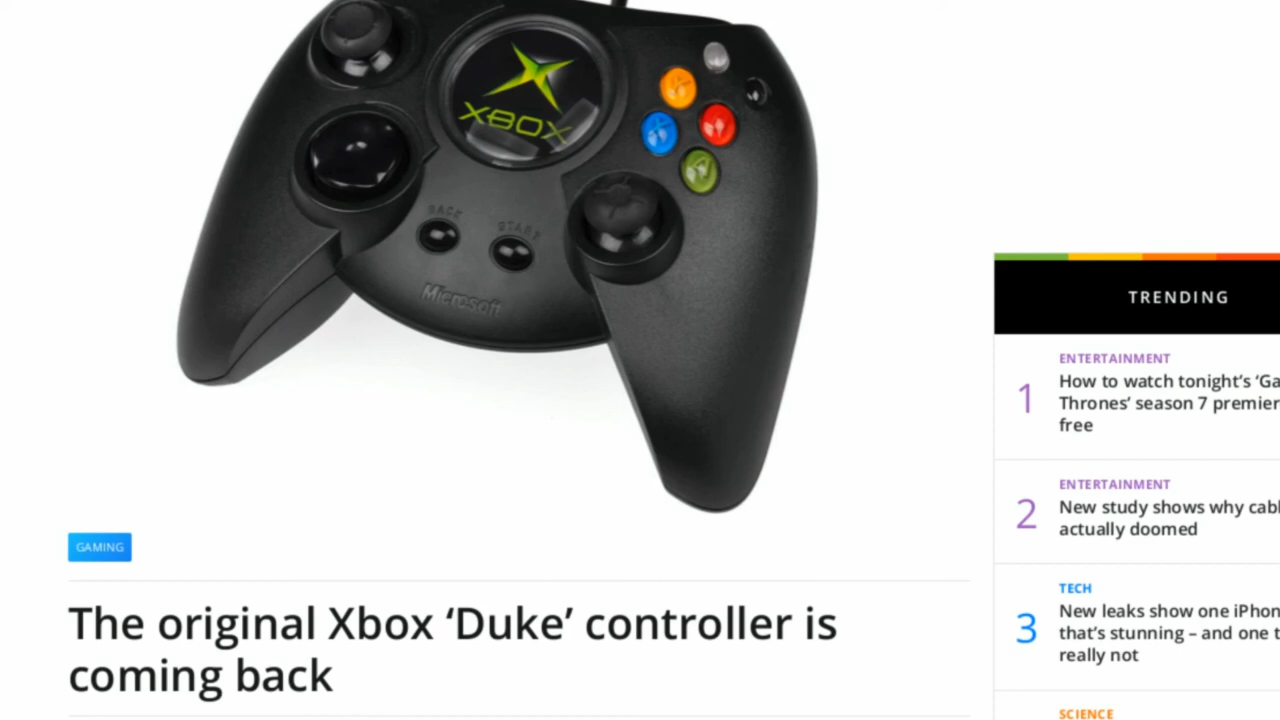 XBOX
BACK
START
Microsoft
GAMING
The original Xbox ‘Duke’ controller is
coming back
TRENDING
1
ENTERTAINMENT
How to watch tonight’s ‘Ga
Thrones’ season 7 premier
free
2
ENTERTAINMENT
New study shows why cabl
actually doomed
3
TECH
New leaks show one iPhon
that’s stunning – and one t
really not
SCIENCE